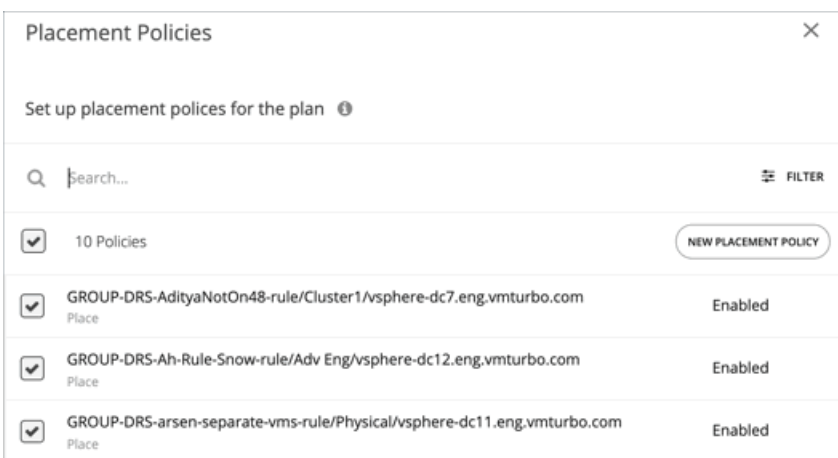 Placement Policies
Set up placement polices for the plan
Search...
FILTER
10 Policies
NEW PLACEMENT POLICY
GROUP-DRS-AdityaNotOn48-rule/Cluster1/vsphere-dc7.eng.vmturbo.com
Enabled
Place
GROUP-DRS-Ah-Rule-Snow-rule/Adv Eng/vsphere-dc12.eng.vmturbo.com
Enabled
Place
GROUP-DRS-arsen-separate-vms-rule/Physical/vsphere-dc11.eng.vmturbo.com
Enabled
Place